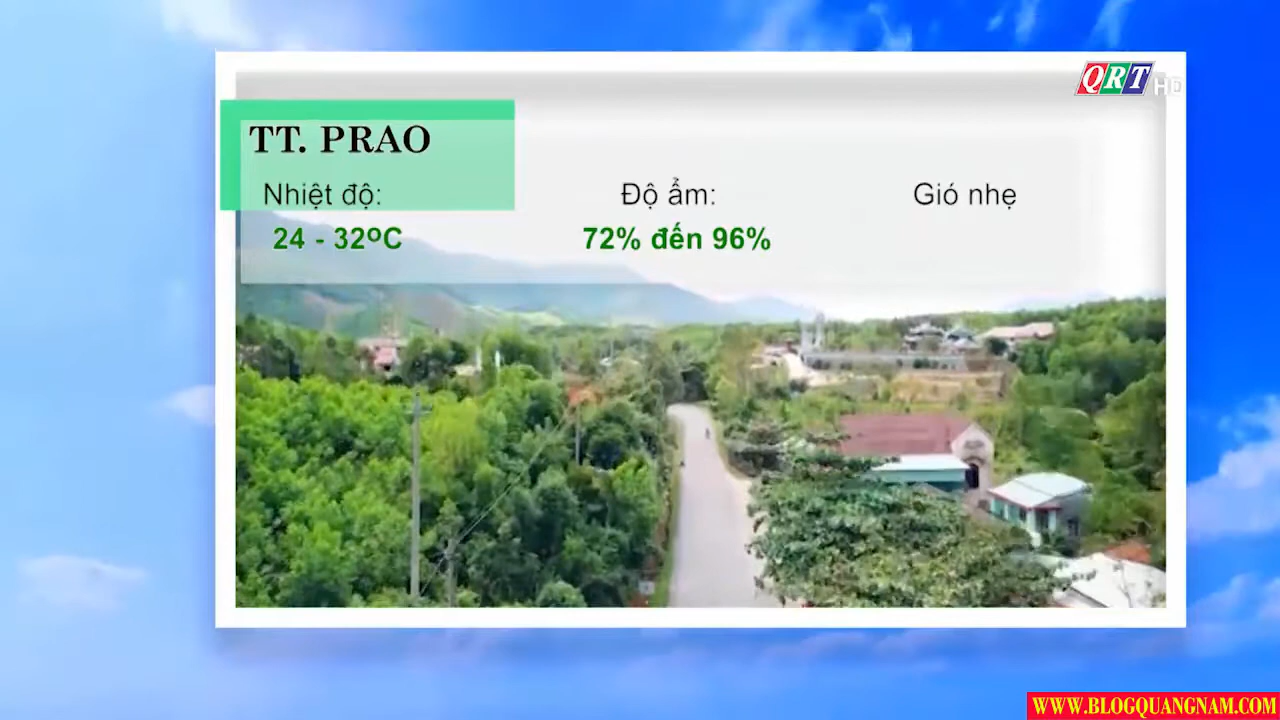 QRT HD
TT. PRAO
Nhiệt độ:
24 - 32ºC
Độ ẩm:
72% đến 96%
Gió nhẹ
WWW.BLOGQUANGNAM.COM